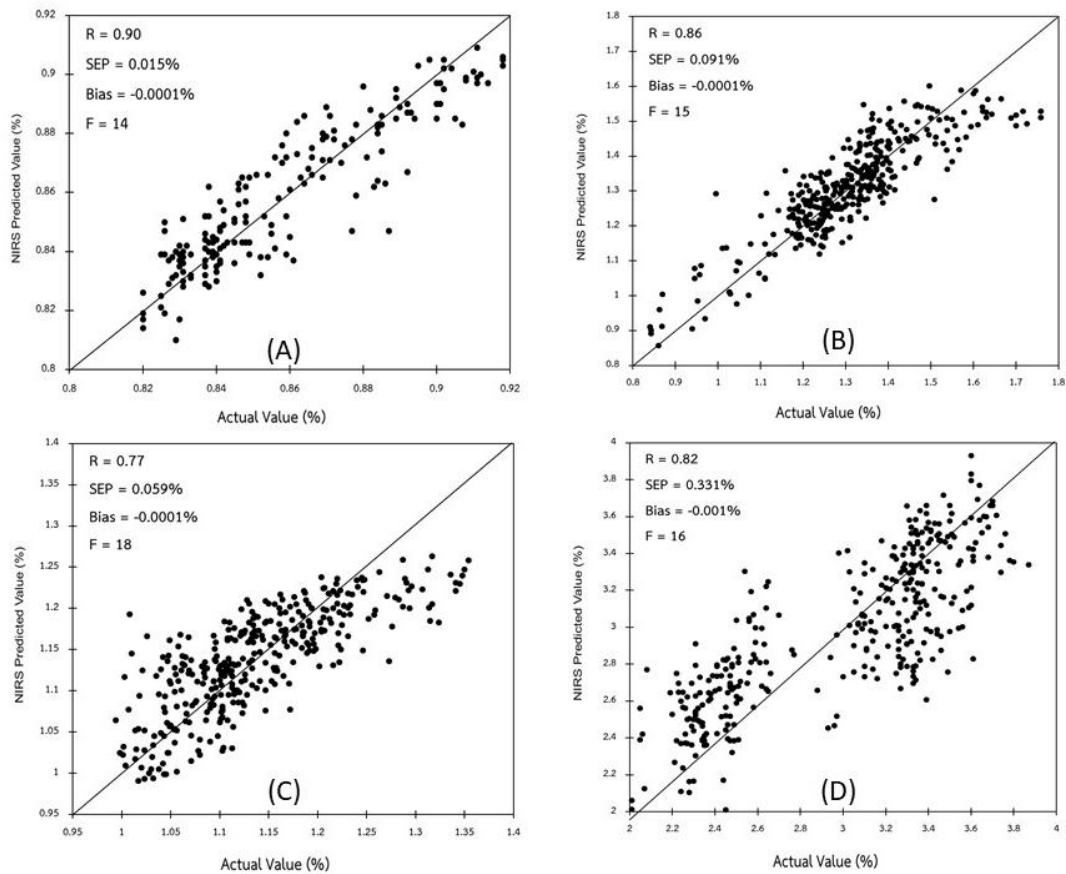 0.92
0.9
0.88
0.86
0.84
0.82
0.8
NIRS Predicted Value (%)
R = 0.90
SEP = 0.015%
Bias = -0.0001%
F = 14
(A)
0.8 0.82 0.84 0.86 0.88 0.9 0.92
Actual Value (%)
1.8
1.7
1.6
1.5
1.4
1.3
1.2
1.1
1
0.9
0.8
NIRS Predicted Value (%)
R = 0.86
SEP = 0.091%
Bias = -0.0001%
F = 15
(B)
0.8 0.9 1 1.1 1.2 1.3 1.4 1.5 1.6 1.7 1.8
Actual Value (%)
1.4
1.3
1.2
1.1
1
0.95
NIRS Predicted Value (%)
R = 0.77
SEP = 0.059%
Bias = -0.0001%
F = 18
(C)
0.95 1 1.05 1.1 1.15 1.2 1.25 1.3 1.35 1.4
Actual Value (%)
4
3.8
3.6
3.4
3.2
3
2.8
2.6
2.4
2.2
2
NIRS Predicted Value (%)
R = 0.82
SEP = 0.331%
Bias = -0.001%
F = 16
(D)
2 2.2 2.4 2.6 2.8 3 3.2 3.4 3.6 3.8 4
Actual Value (%)